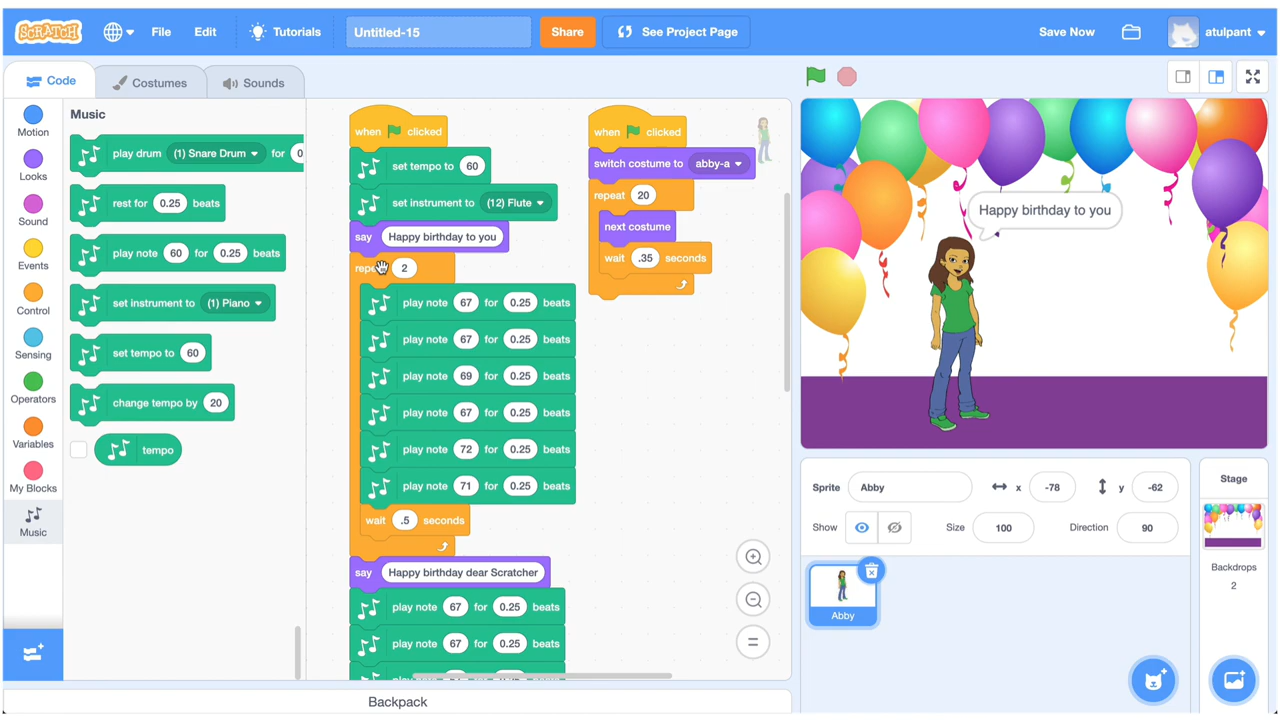 SCRATCH File Edit Tutorials Untitled-15 Share See Project Page Save Now atulpant
Code Costumes Sounds
Motion
Looks
Sound
Events
Control
Sensing
Operators
Variables
My Blocks
Music
Music
play drum (1) Snare Drum for 0
rest for 0.25 beats
play note 60 for 0.25 beats
set instrument to (1) Piano
set tempo to 60
change tempo by 20
tempo
when clicked
set tempo to 60
set instrument to (12) Flute
say Happy birthday to you
2
play note 67 for 0.25 beats
play note 67 for 0.25 beats
play note 69 for 0.25 beats
play note 67 for 0.25 beats
play note 72 for 0.25 beats
play note 71 for 0.25 beats
wait .5 seconds
say Happy birthday dear Scratcher
play note 67 for 0.25 beats
play note 67 for 0.25 beats
when clicked
switch costume to abby-a
repeat 20
next costume
wait .35 seconds
Happy birthday to you
Sprite Abby x -78 y -62
Show Size 100 Direction 90
Abby
Stage
Backdrops
2
Backpack